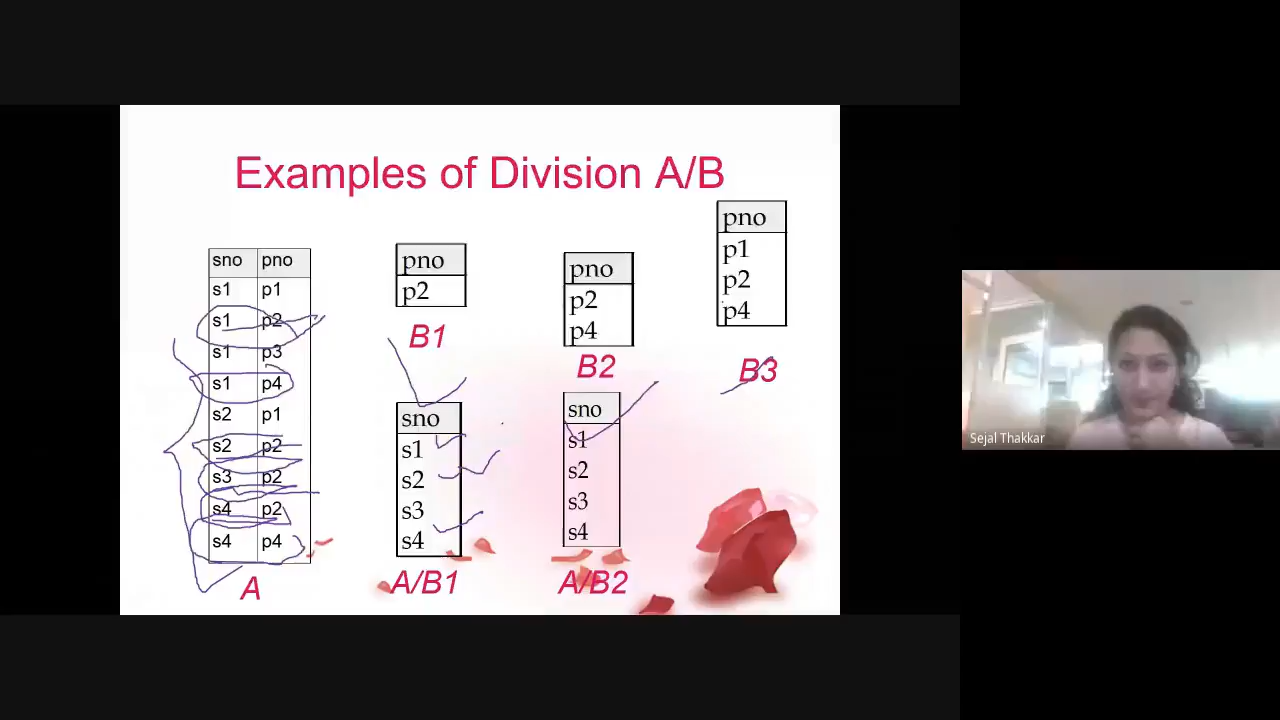 Examples of Division A/B
sno pno
s1 p1
s1 p2
s1 p3
s1 p4
s2 p1
s2 p2
s3 p2
s4 p2
s4 p4
A
pno
p2
B1
sno
s1
s2
s3
s4
A/B1
pno
p2
p4
B2
sno
s1
s2
s3
s4
A/B2
pno
p1
p2
p4
B3
Sejal Thakkar